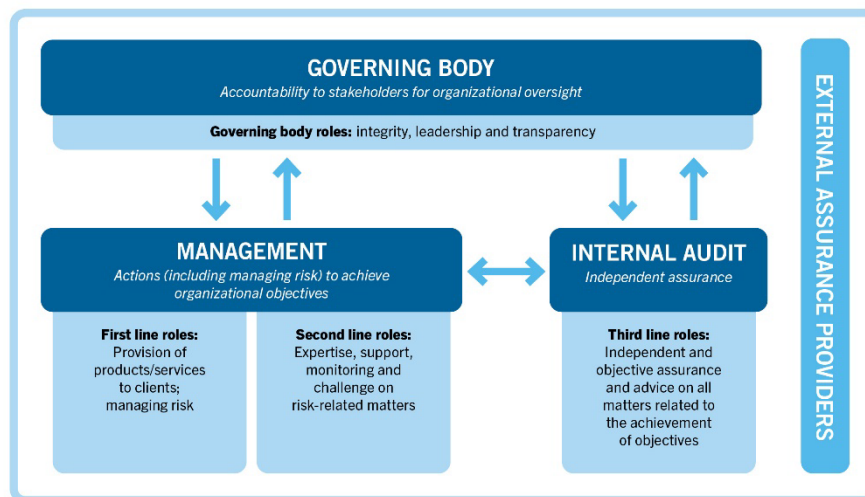 GOVERNING BODY
Accountability to stakeholders for organizational oversight
Governing body roles: integrity, leadership and transparency
MANAGEMENT
Actions (including managing risk) to achieve
organizational objectives
INTERNAL AUDIT
Independent assurance
First line roles:
Provision of
products/services
to clients;
managing risk
Second line roles:
Expertise, support,
monitoring and
challenge on
risk-related matters
Third line roles:
Independent and
objective assurance
and advice on all
matters related to
the achievement
of objectives
EXTERNAL ASSURANCE PROVIDERS